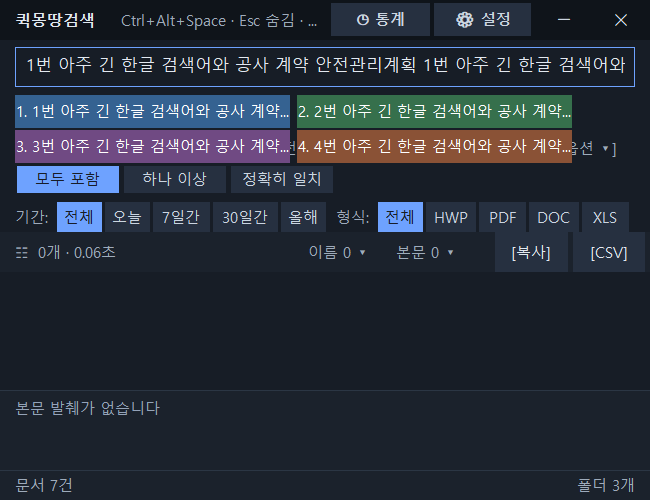 퀵몽땅검색 Ctrl+Alt+Space · Esc 숨김 · ... 통계 설정
1번 아주 긴 한글 검색어와 공사 계약 안전관리계획 1번 아주 긴 한글 검색어와
1. 1번 아주 긴 한글 검색어와 공사 계약... 2. 2번 아주 긴 한글 검색어와 공사 계약...
3. 3번 아주 긴 한글 검색어와 공사 계약... 4. 4번 아주 긴 한글 검색어와 공사 계약... ▾ ]
모두 포함 하나 이상 정확히 일치
기간: 전체 오늘 7일간 30일간 올해 형식: 전체 HWP PDF DOC XLS
0개 · 0.06초 이름 0 ▾ 본문 0 ▾ [복사] [CSV]
본문 발췌가 없습니다
문서 7건 폴더 3개